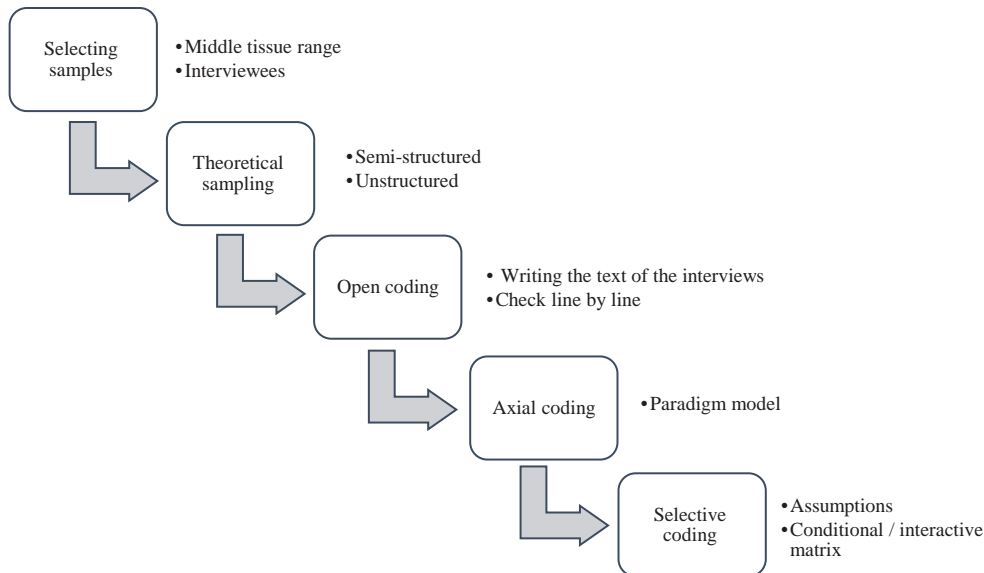 Selecting
samples
•Middle tissue range
•Interviewees
Theoretical
sampling
•Semi-structured
•Unstructured
Open coding
• Writing the text of the interviews
•Check line by line
Axial coding
•Paradigm model
Selective
coding
•Assumptions
•Conditional / interactive
matrix